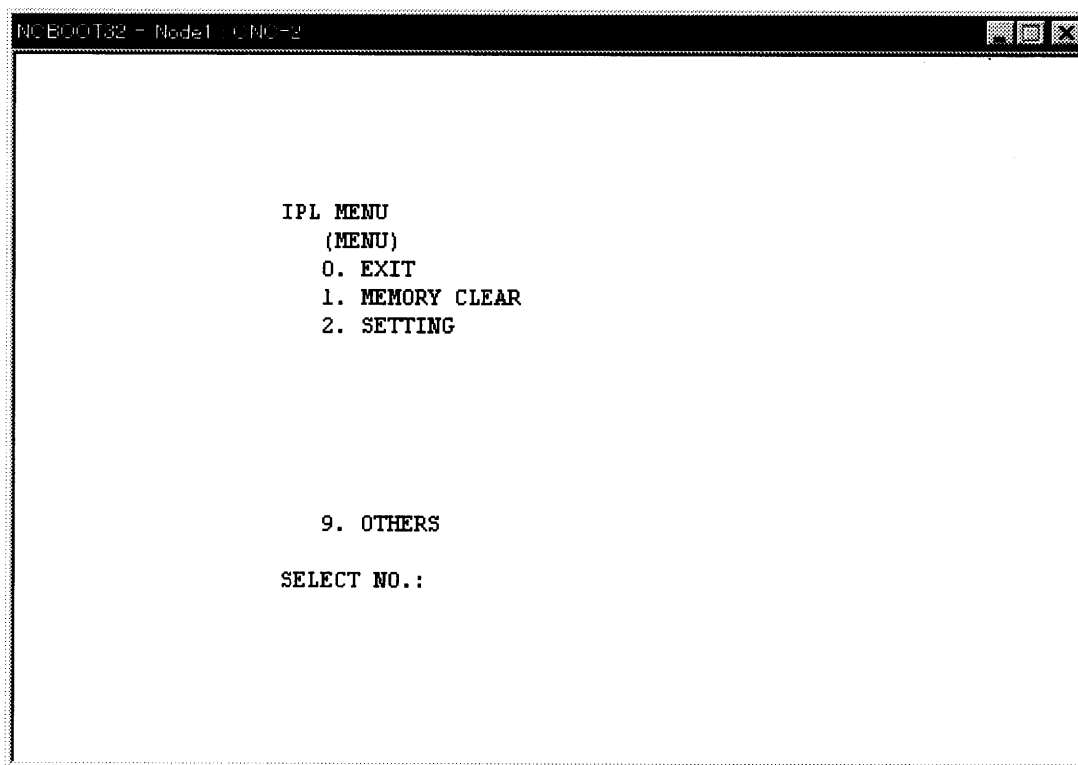 NCBOOT32 - Node1 : CNC-2
IPL MENU
(MENU)
0. EXIT
1. MEMORY CLEAR
2. SETTING
9. OTHERS
SELECT NO.: